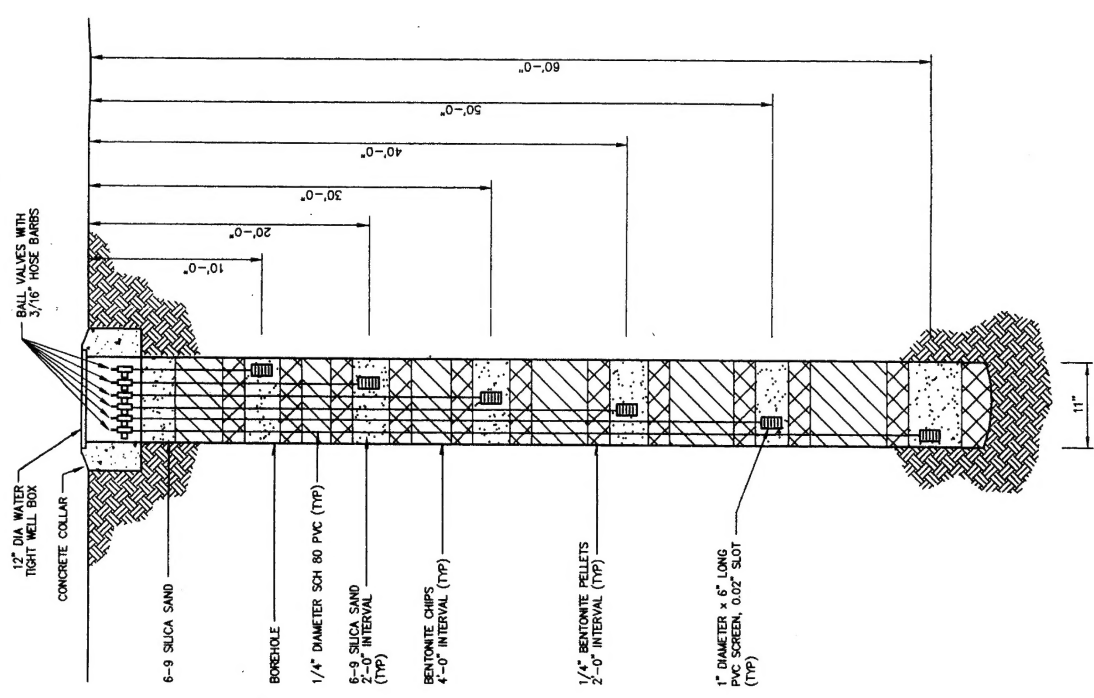 BALL VALVES WITH
3/16" HOSE BARBS
12" DIA WATER
TIGHT WELL BOX
CONCRETE COLLAR
6-9 SILICA SAND
BOREHOLE
1/4" DIAMETER SCH 80 PVC (TYP)
6-9 SILICA SAND
2'-0" INTERVAL
(TYP)
BENTONITE CHIPS
4'-0" INTERVAL (TYP)
1/4" BENTONITE PELLETS
2'-0" INTERVAL (TYP)
1" DIAMETER x 6" LONG
PVC SCREEN, 0.02" SLOT
(TYP)
10'-0"
20'-0"
30'-0"
40'-0"
50'-0"
60'-0"
11"